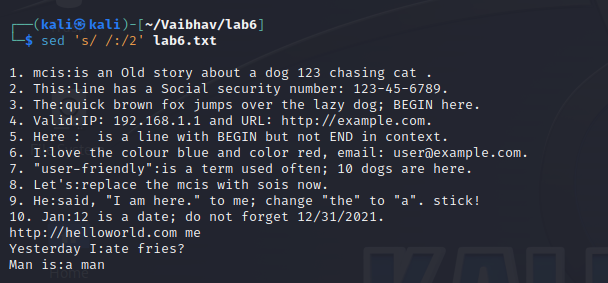 ┌──(kali㉿kali)-[~/Vaibhav/lab6]
└─$ sed 's/ /:/2' lab6.txt
1. mcis:is an Old story about a dog 123 chasing cat .
2. This:line has a Social security number: 123-45-6789.
3. The:quick brown fox jumps over the lazy dog; BEGIN here.
4. Valid:IP: 192.168.1.1 and URL: http://example.com.
5. Here :  is a line with BEGIN but not END in context.
6. I:love the colour blue and color red, email: user@example.com.
7. "user-friendly":is a term used often; 10 dogs are here.
8. Let's:replace the mcis with sois now.
9. He:said, "I am here." to me; change "the" to "a". stick!
10. Jan:12 is a date; do not forget 12/31/2021.
http://helloworld.com me
Yesterday I:ate fries?
Man is:a man